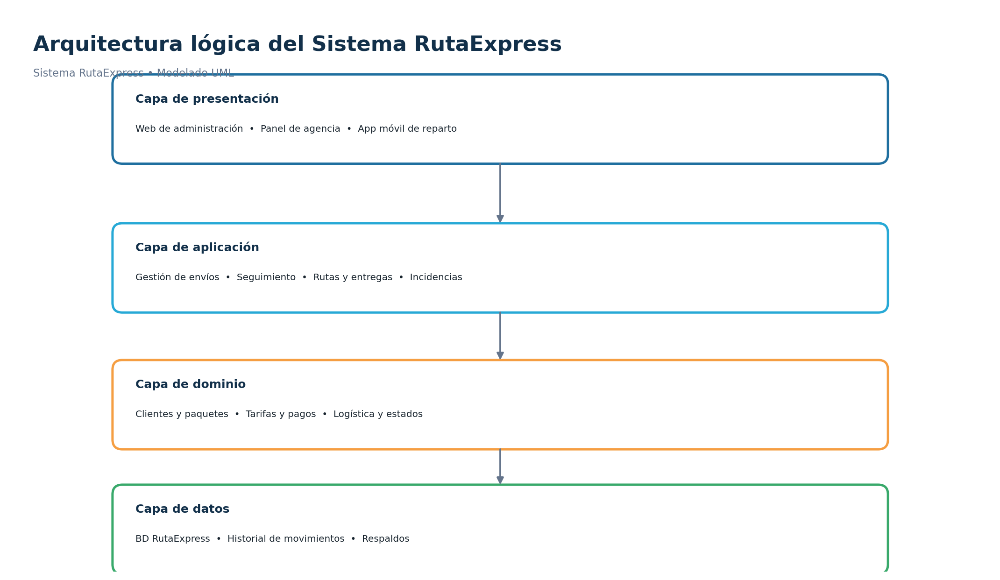 Arquitectura lógica del Sistema RutaExpress
Sistema RutaExpress • Modelado UML
Capa de presentación
Web de administración • Panel de agencia • App móvil de reparto
Capa de aplicación
Gestión de envíos • Seguimiento • Rutas y entregas • Incidencias
Capa de dominio
Clientes y paquetes • Tarifas y pagos • Logística y estados
Capa de datos
BD RutaExpress • Historial de movimientos • Respaldos